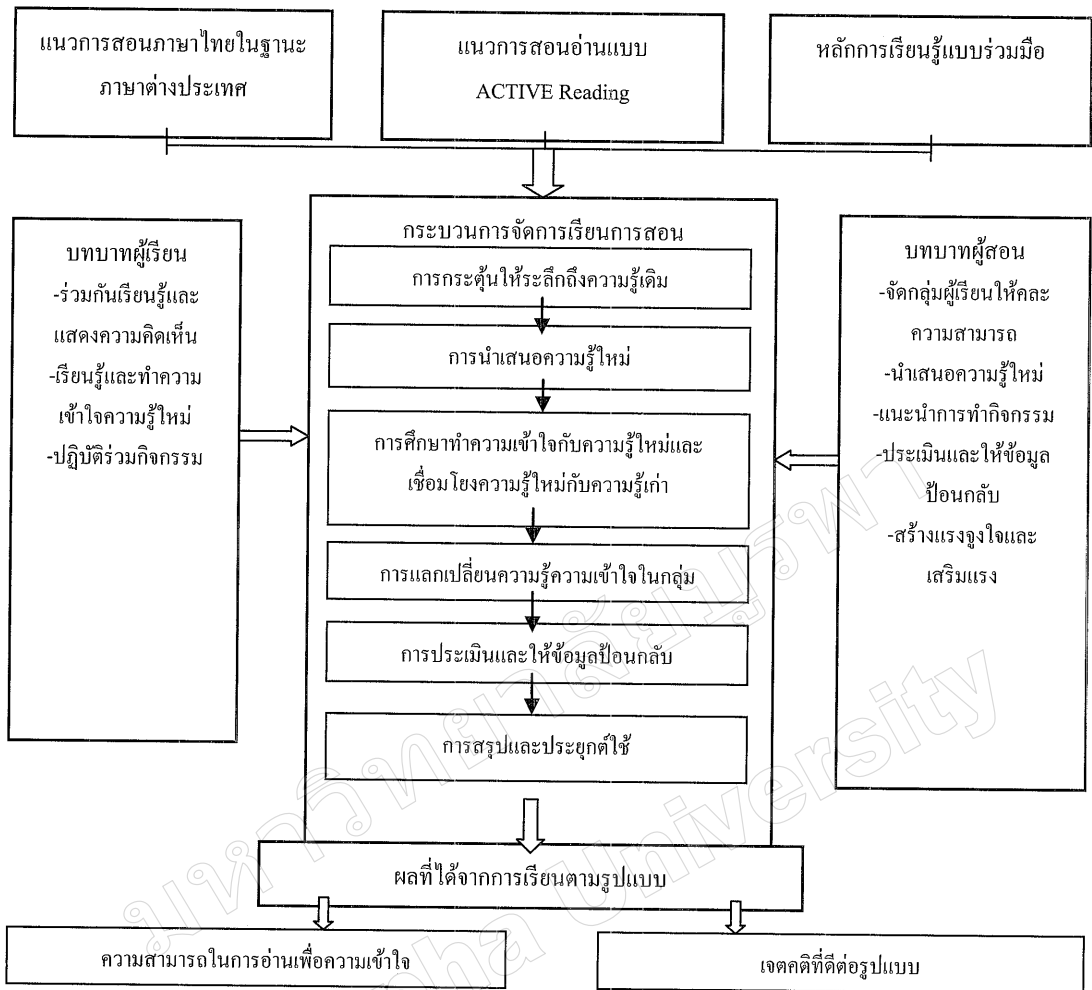 แนวการสอนภาษาไทยในฐานะ
ภาษาต่างประเทศ
แนวการสอนอ่านแบบ
ACTIVE Reading
หลักการเรียนรู้แบบร่วมมือ
บทบาทผู้เรียน
-ร่วมกันเรียนรู้และ
แสดงความคิดเห็น
-เรียนรู้และทำความ
เข้าใจความรู้ใหม่
-ปฏิบัติร่วมกิจกรรม
กระบวนการจัดการเรียนการสอน
การกระตุ้นให้ระลึกถึงความรู้เดิม
การนำเสนอความรู้ใหม่
การศึกษาทำความเข้าใจกับความรู้ใหม่และ
เชื่อมโยงความรู้ใหม่กับความรู้เก่า
การแลกเปลี่ยนความรู้ความเข้าใจในกลุ่ม
การประเมินและให้ข้อมูลป้อนกลับ
การสรุปและประยุกต์ใช้
บทบาทผู้สอน
-จัดกลุ่มผู้เรียนให้คละ
ความสามารถ
-นำเสนอความรู้ใหม่
-แนะนำการทำกิจกรรม
-ประเมินและให้ข้อมูล
ป้อนกลับ
-สร้างแรงจูงใจและ
เสริมแรง
ผลที่ได้จากการเรียนตามรูปแบบ
ความสามารถในการอ่านเพื่อความเข้าใจ
เจตคติที่ดีต่อรูปแบบ
มหาวิทยาลัยบูรพา
University